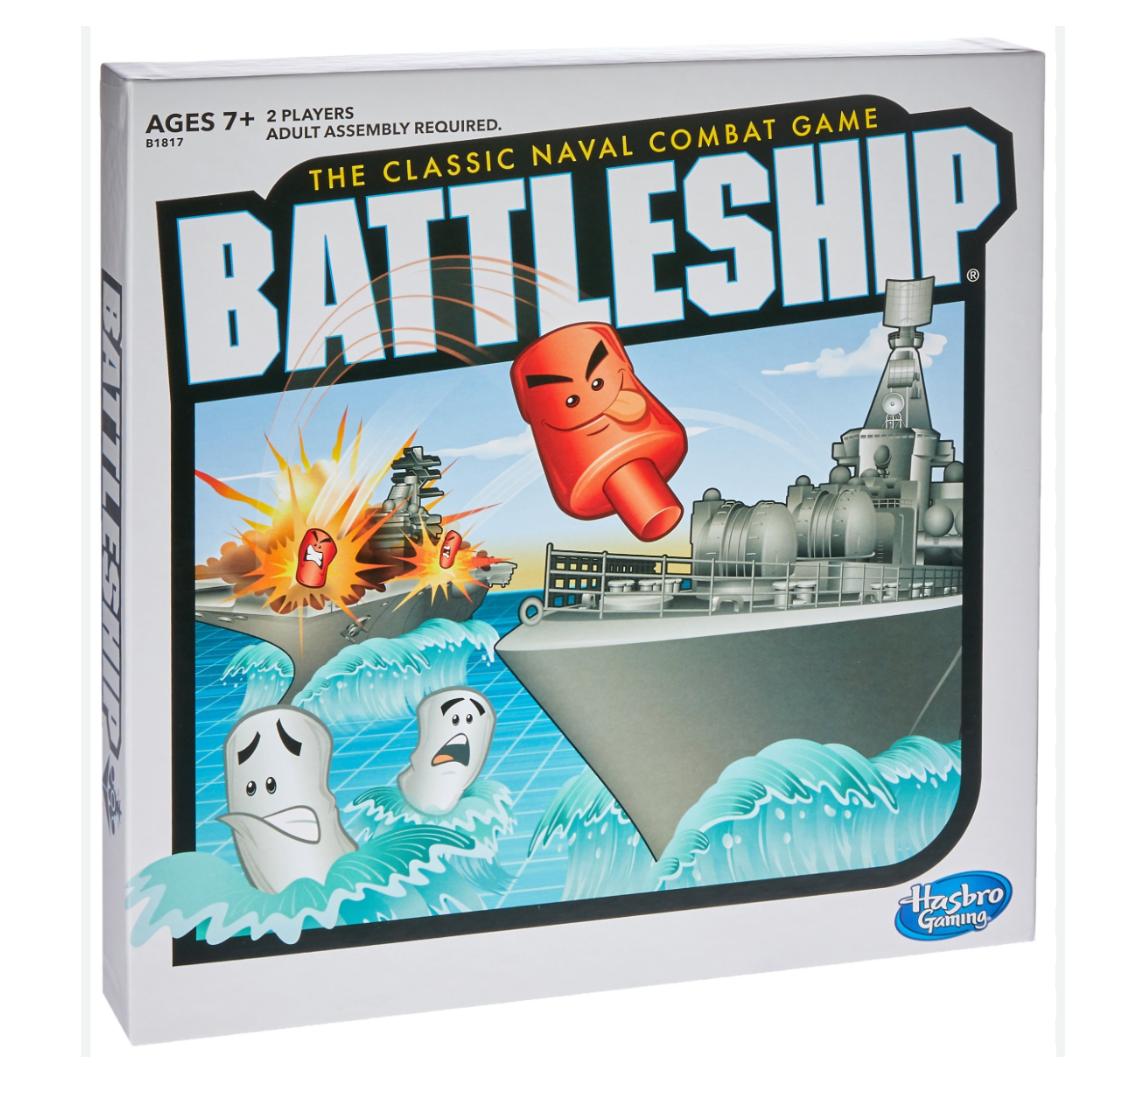 AGES 7+
B1817
2 PLAYERS
ADULT ASSEMBLY REQUIRED.
THE CLASSIC NAVAL COMBAT GAME
BATTLESHIP®
BATTLESHIP
Hasbro
Gaming